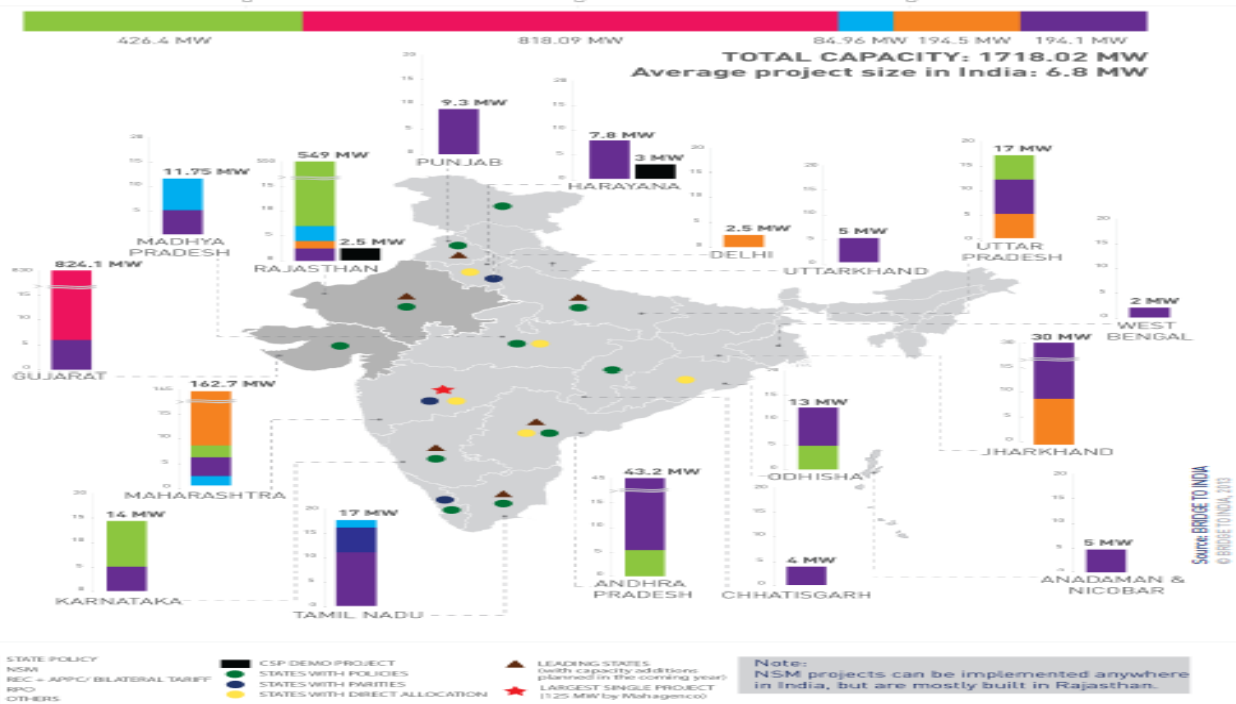 426.4 MW
818.09 MW
84.96 MW
194.5 MW
194.1 MW
TOTAL CAPACITY: 1718.02 MW
Average project size in India: 6.8 MW
9.3 MW
PUNJAB
7.8 MW
3 MW
HARAYANA
11.75 MW
MADHYA
PRADESH
549 MW
2.5 MW
RAJASTHAN
2.5 MW
DELHI
5 MW
UTTARKHAND
17 MW
UTTAR
PRADESH
824.1 MW
GUJARAT
2 MW
WEST
BENGAL
162.7 MW
MAHARASHTRA
30 MW
JHARKHAND
13 MW
ODHISHA
14 MW
KARNATAKA
17 MW
TAMIL NADU
43.2 MW
ANDHRA
PRADESH
4 MW
CHHATISGARH
5 MW
ANADAMAN &
NICOBAR
Source: BRIDGE TO INDIA
© BRIDGE TO INDIA, 2013
STATE POLICY
NSM
REC + APPC/ BILATERAL TARIFF
RPO
OTHERS
CSP DEMO PROJECT
STATES WITH POLICIES
STATES WITH PARITIES
STATES WITH DIRECT ALLOCATION
LEADING STATES
(with capacity additions
planned in the coming year)
LARGEST SINGLE PROJECT
(125 MW by Mahagenco)
Note:
NSM projects can be implemented anywhere
in India, but are mostly built in Rajasthan.